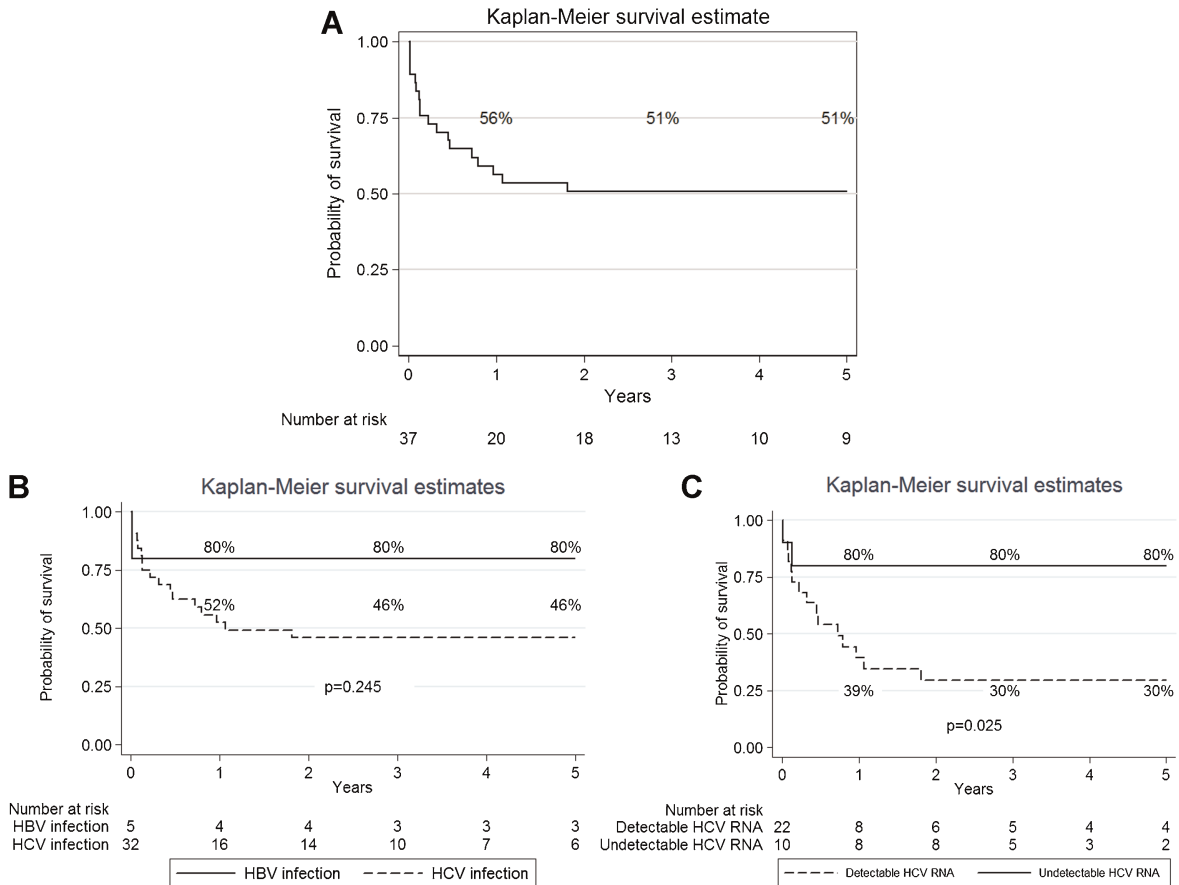 A
Kaplan-Meier survival estimate
Probability of survival
1.00
0.75
0.50
0.25
0.00
56% 51% 51%
0 1 2 3 4 5
Years
Number at risk
37 20 18 13 10 9
B
Kaplan-Meier survival estimates
Probability of survival
1.00
0.75
0.50
0.25
0.00
80% 80% 80%
52% 46% 46%
p=0.245
0 1 2 3 4 5
Years
Number at risk
HBV infection 5 4 4 3 3 3
HCV infection 32 16 14 10 7 6
HBV infection HCV infection
C
Kaplan-Meier survival estimates
Probability of survival
1.00
0.75
0.50
0.25
0.00
80% 80% 80%
39% 30% 30%
p=0.025
0 1 2 3 4 5
Years
Number at risk
Detectable HCV RNA 22 8 6 5 4 4
Undetectable HCV RNA 10 8 8 5 3 2
Detectable HCV RNA Undetectable HCV RNA